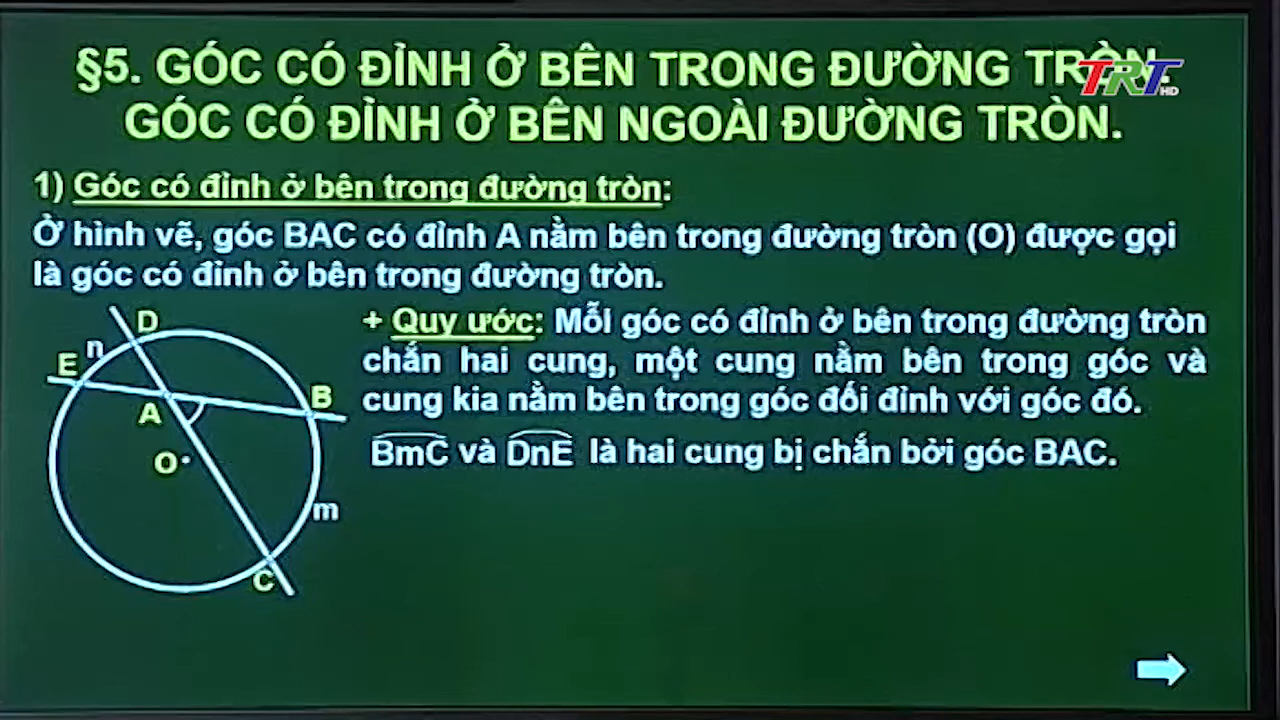 §5. GÓC CÓ ĐỈNH Ở BÊN TRONG ĐƯỜNG TRÒN.
TRT HD
GÓC CÓ ĐỈNH Ở BÊN NGOÀI ĐƯỜNG TRÒN.
1) Góc có đỉnh ở bên trong đường tròn:
Ở hình vẽ, góc BAC có đỉnh A nằm bên trong đường tròn (O) được gọi
là góc có đỉnh ở bên trong đường tròn.
+ Quy ước: Mỗi góc có đỉnh ở bên trong đường tròn
chắn hai cung, một cung nằm bên trong góc và
cung kia nằm bên trong góc đối đỉnh với góc đó.
BmC và DnE là hai cung bị chắn bởi góc BAC.
D
n
E
B
A
O
m
C